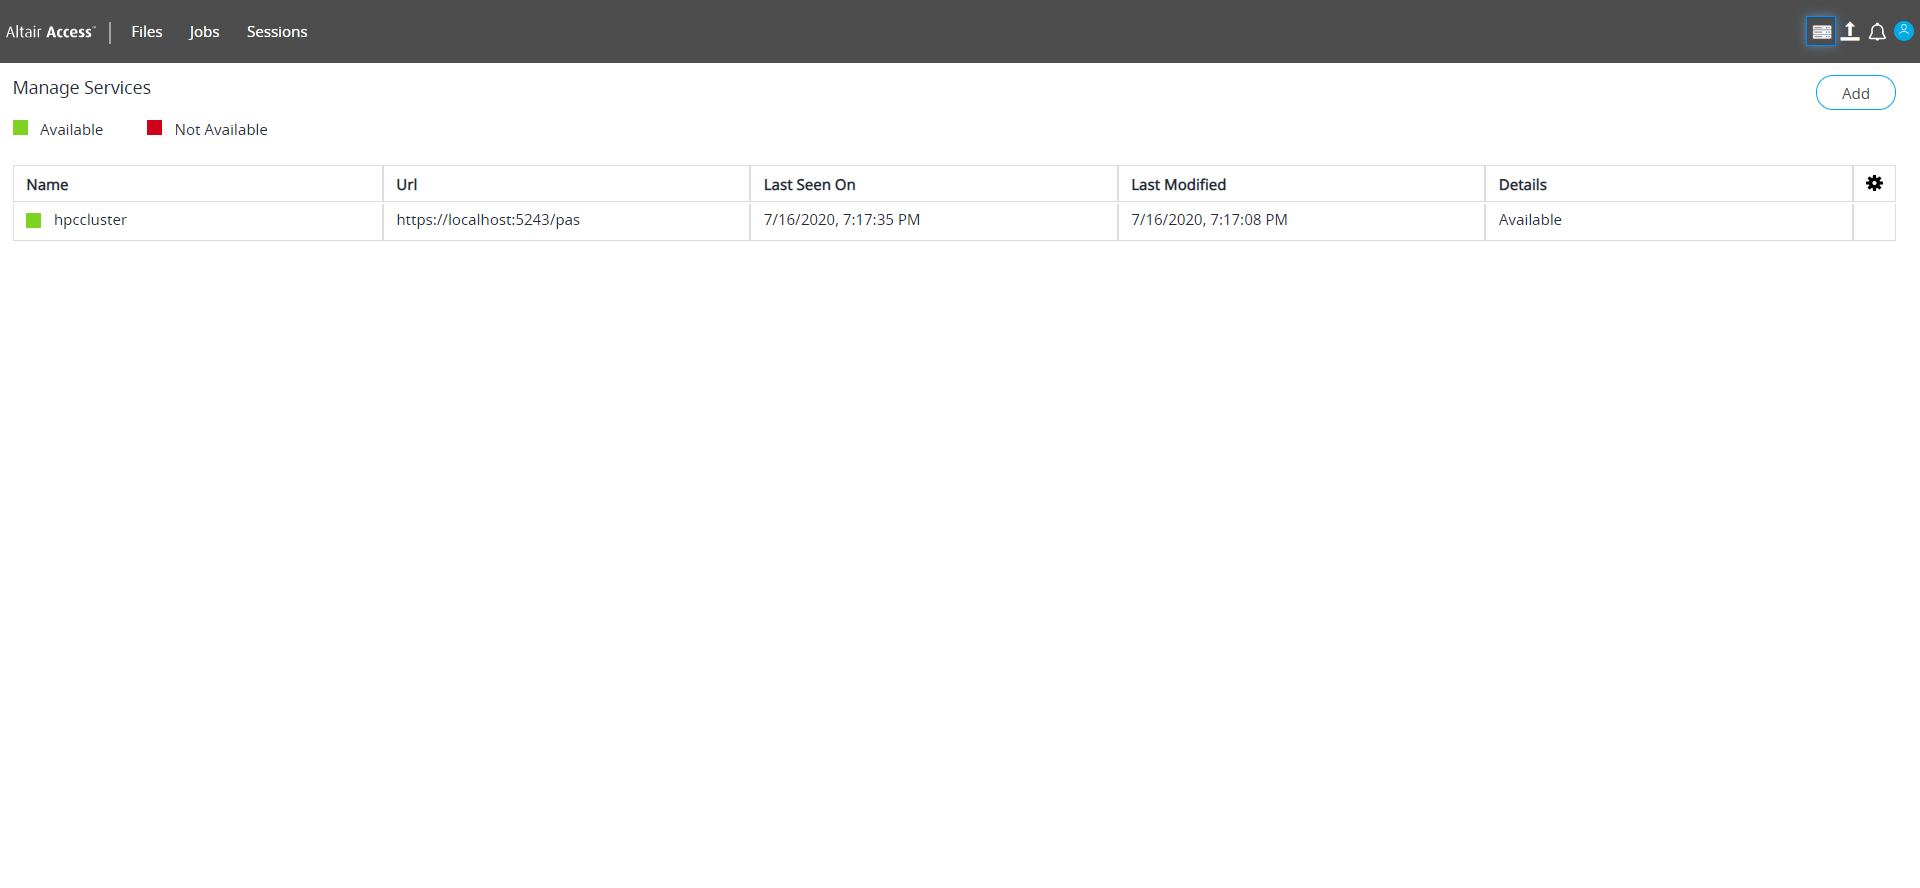 Altair Access™ Files Jobs Sessions
Manage Services
Add
Available Not Available
Name Url Last Seen On Last Modified Details
hpccluster https://localhost:5243/pas 7/16/2020, 7:17:35 PM 7/16/2020, 7:17:08 PM Available